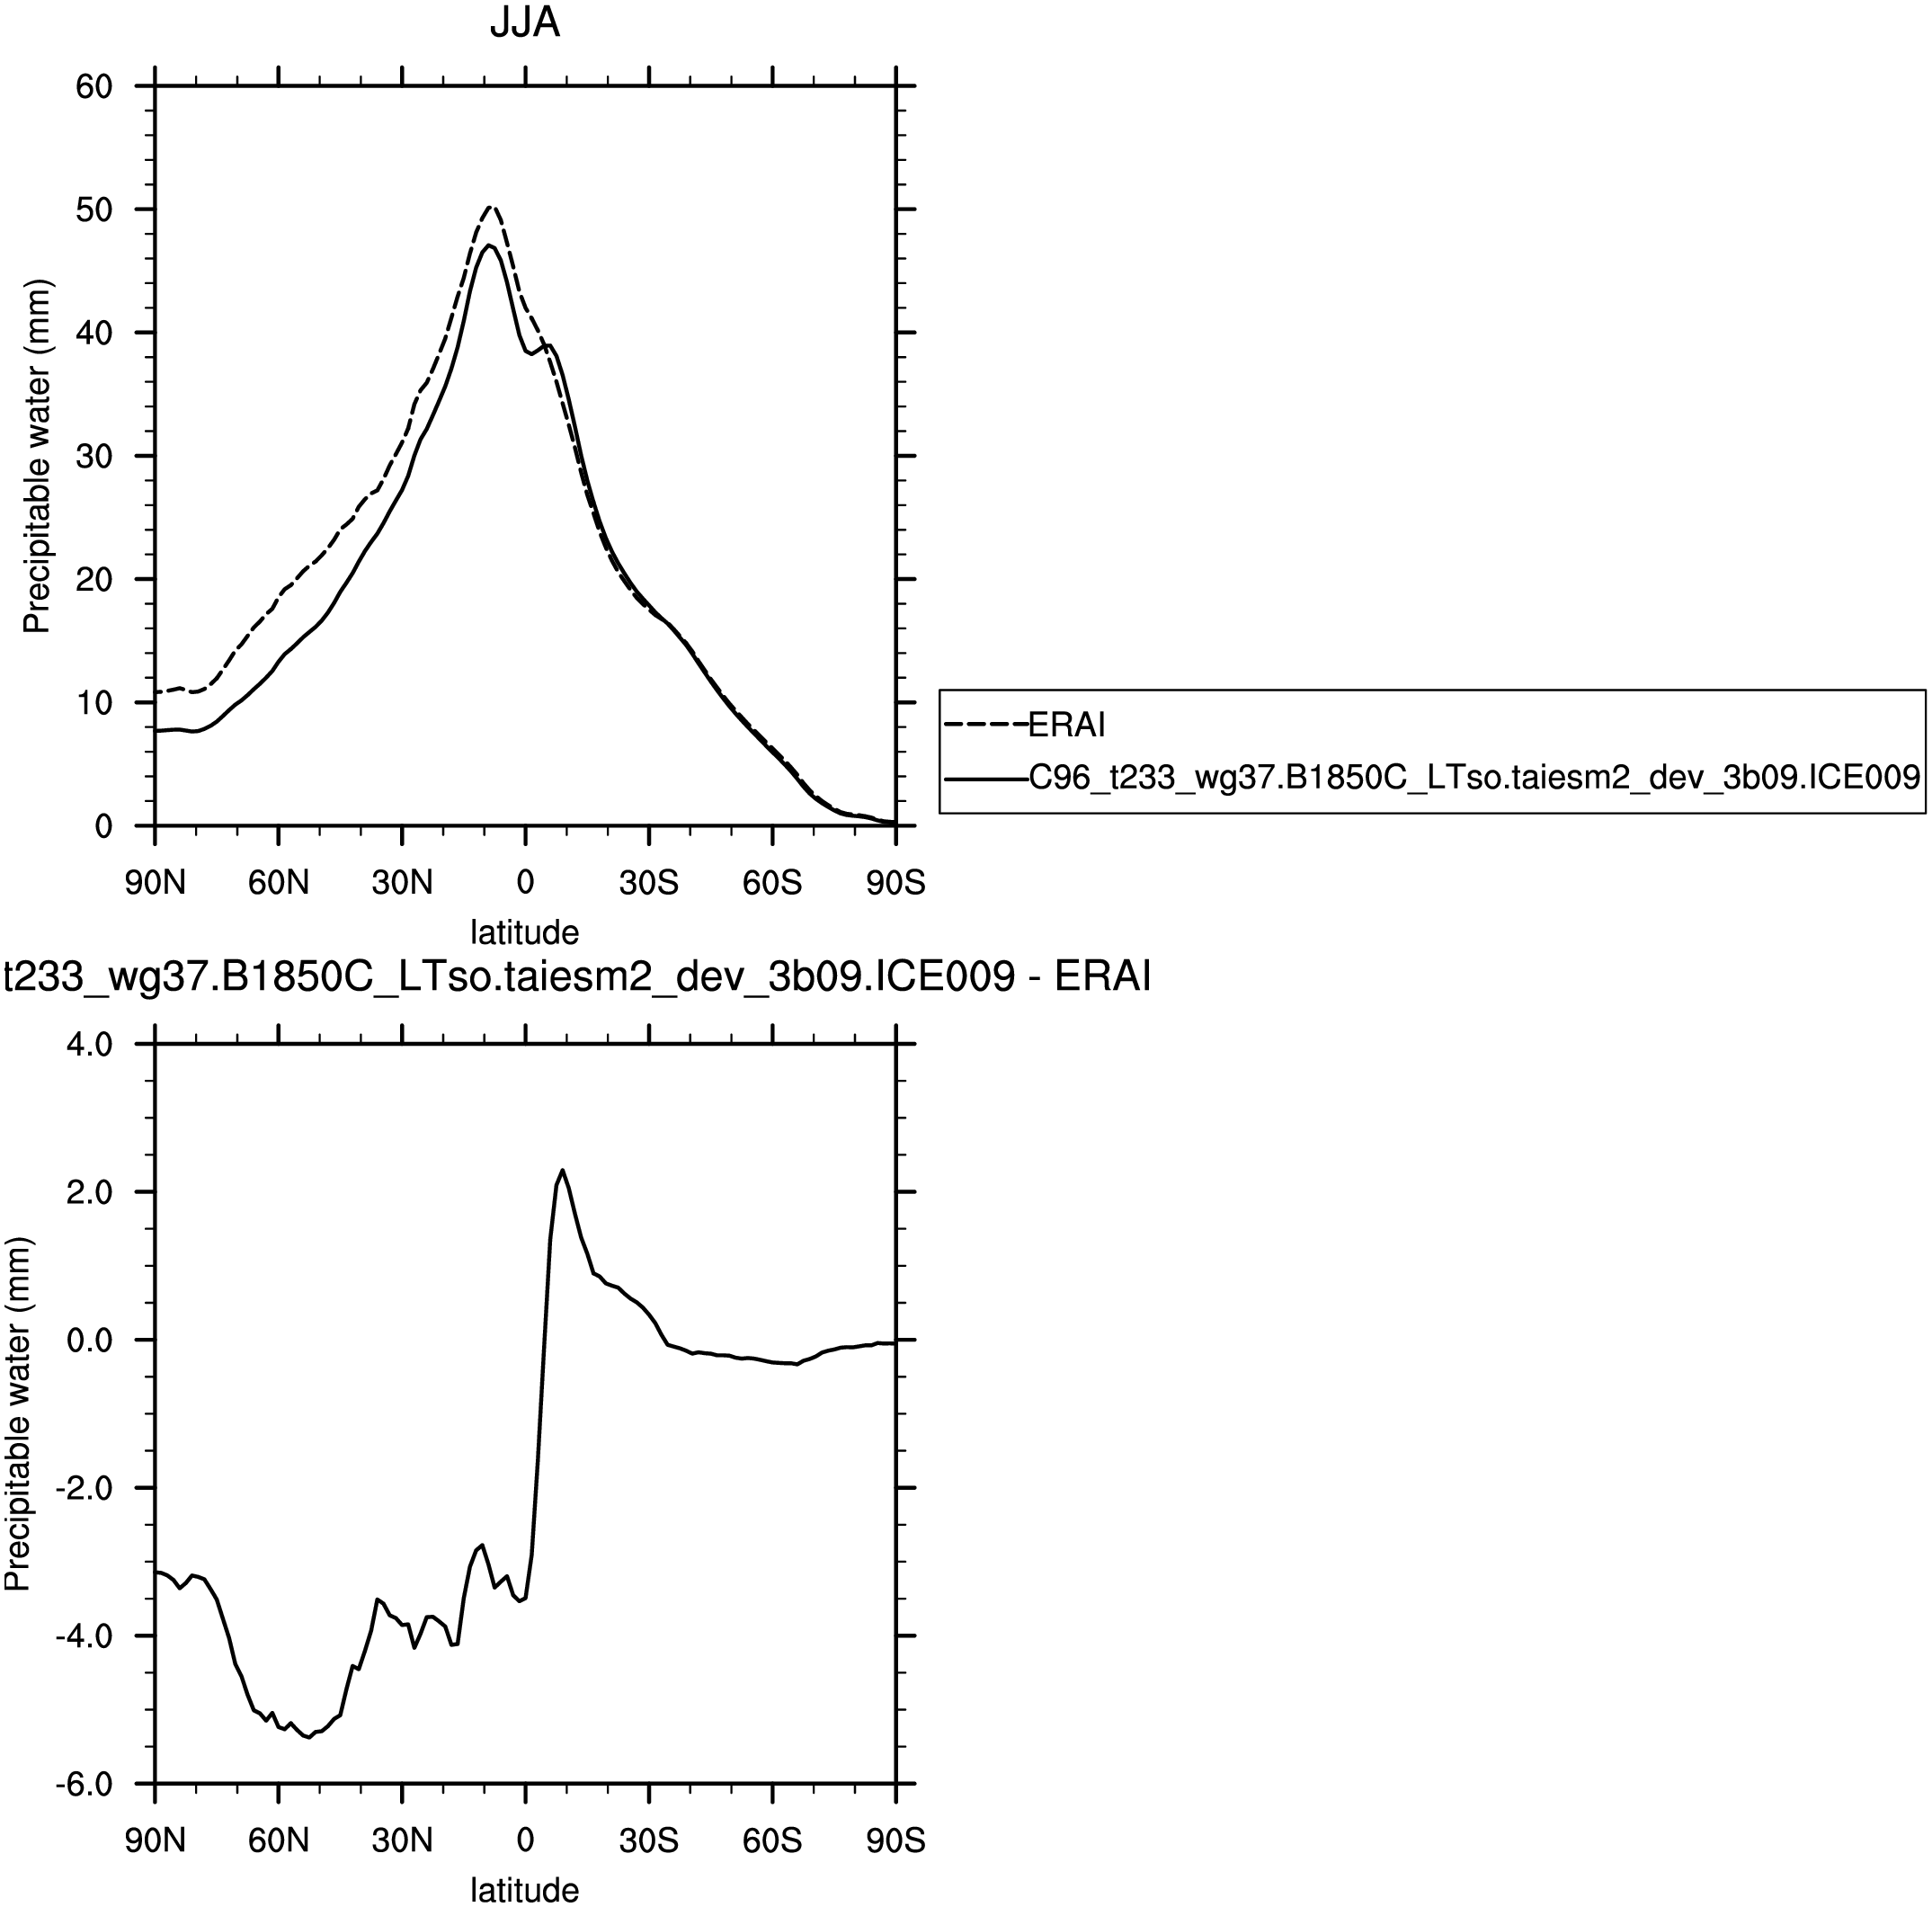 JJA
60
50
40
30
20
10
0
Precipitable water (mm)
90N 60N 30N 0 30S 60S 90S
latitude
ERAI
C96_t233_wg37.B1850C_LTso.taiesm2_dev_3b09.ICE009
t233_wg37.B1850C_LTso.taiesm2_dev_3b09.ICE009 - ERAI
4.0
2.0
0.0
-2.0
-4.0
-6.0
Precipitable water (mm)
90N 60N 30N 0 30S 60S 90S
latitude